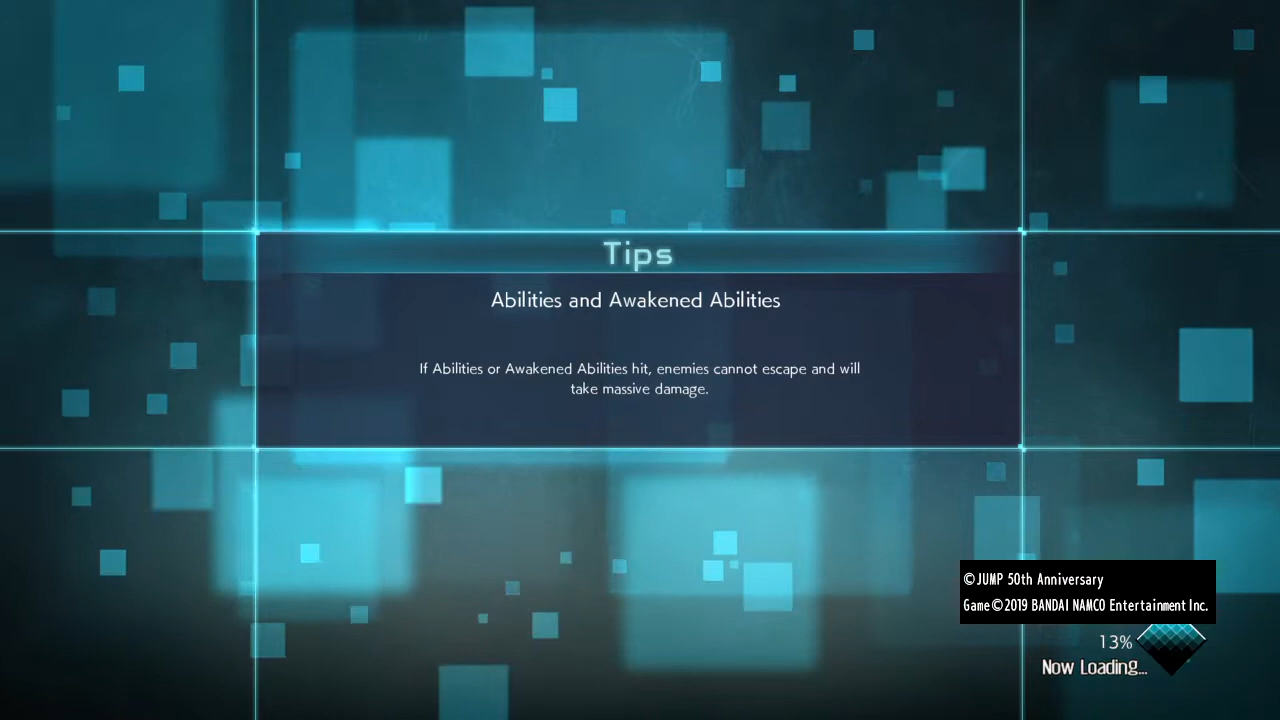 Tips
Abilities and Awakened Abilities
If Abilities or Awakened Abilities hit, enemies cannot escape and will
take massive damage.
©JUMP 50th Anniversary
Game©2019 BANDAI NAMCO Entertainment Inc.
13%
Now Loading...